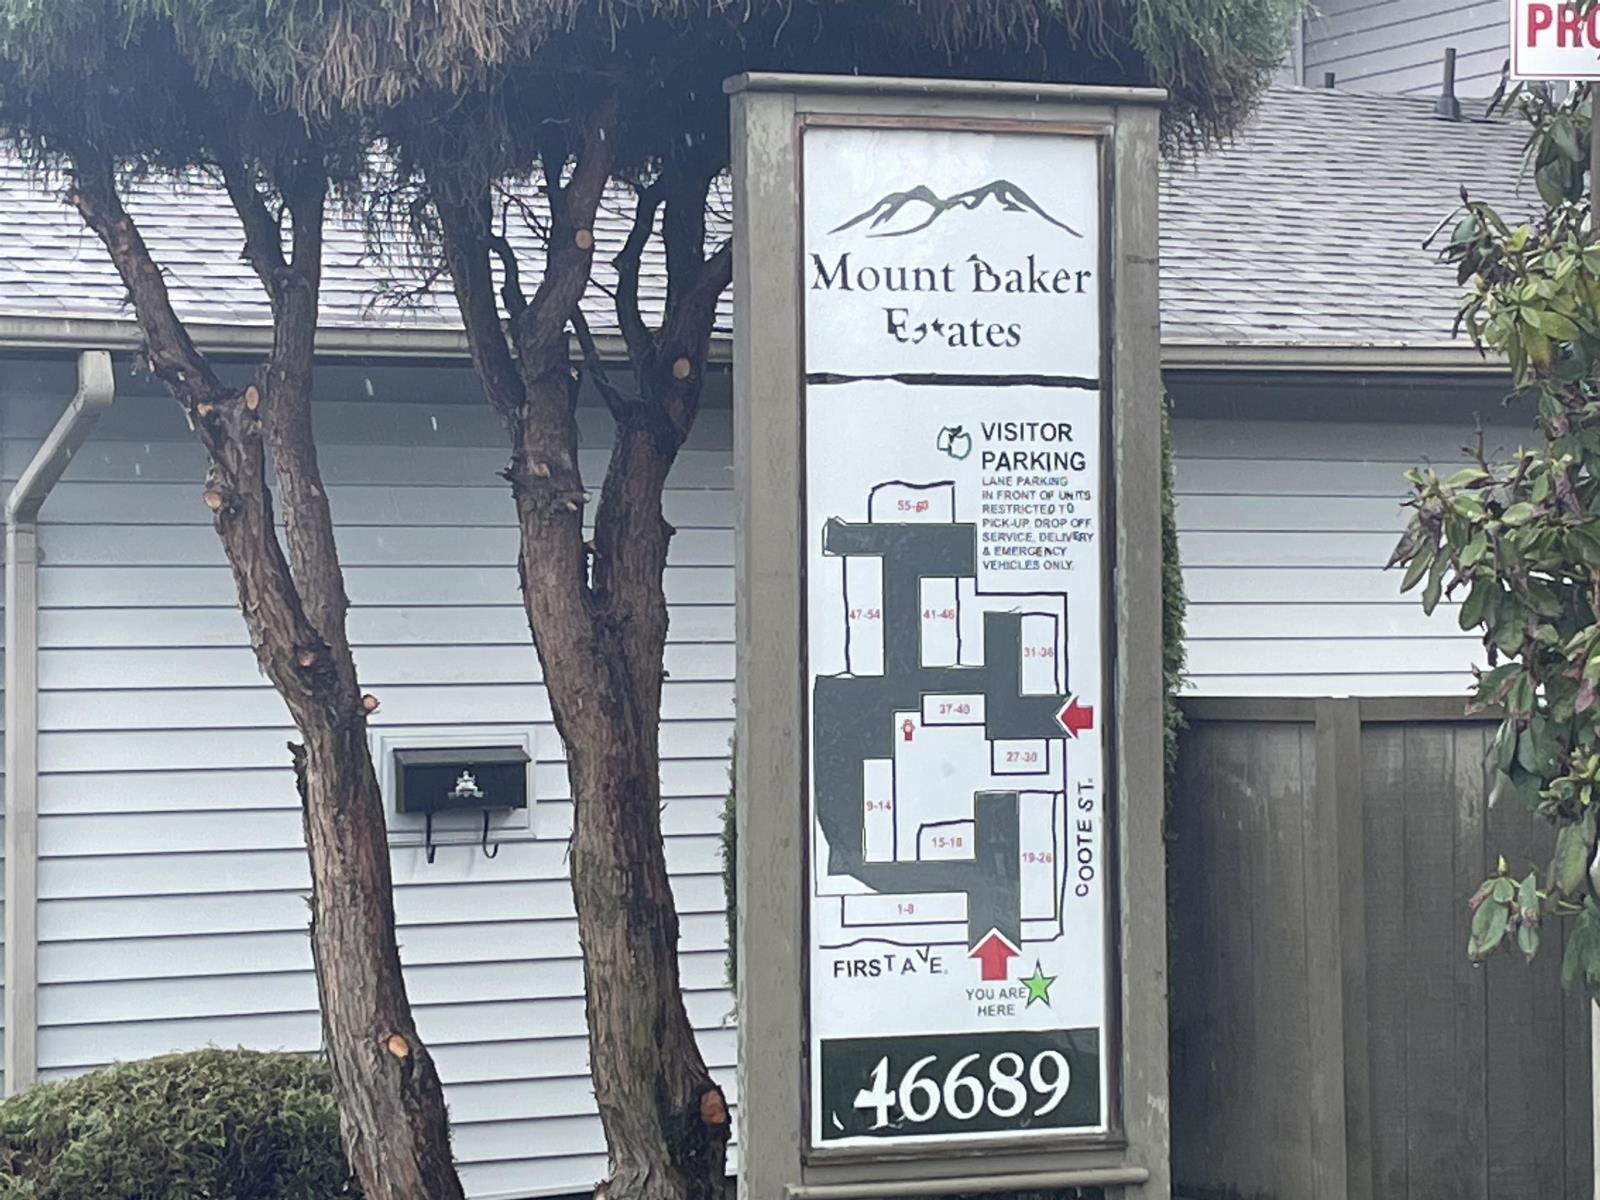 PRO
Mount Baker
Estates
VISITOR
PARKING
LANE PARKING
IN FRONT OF UNITS
RESTRICTED TO
PICK-UP, DROP OFF,
SERVICE, DELIVERY
& EMERGENCY
VEHICLES ONLY.
55-60
47-54
41-46
31-36
37-40
27-30
9-14
15-18
19-26
1-8
COOTE ST.
FIRST AVE.
YOU ARE
HERE
46689